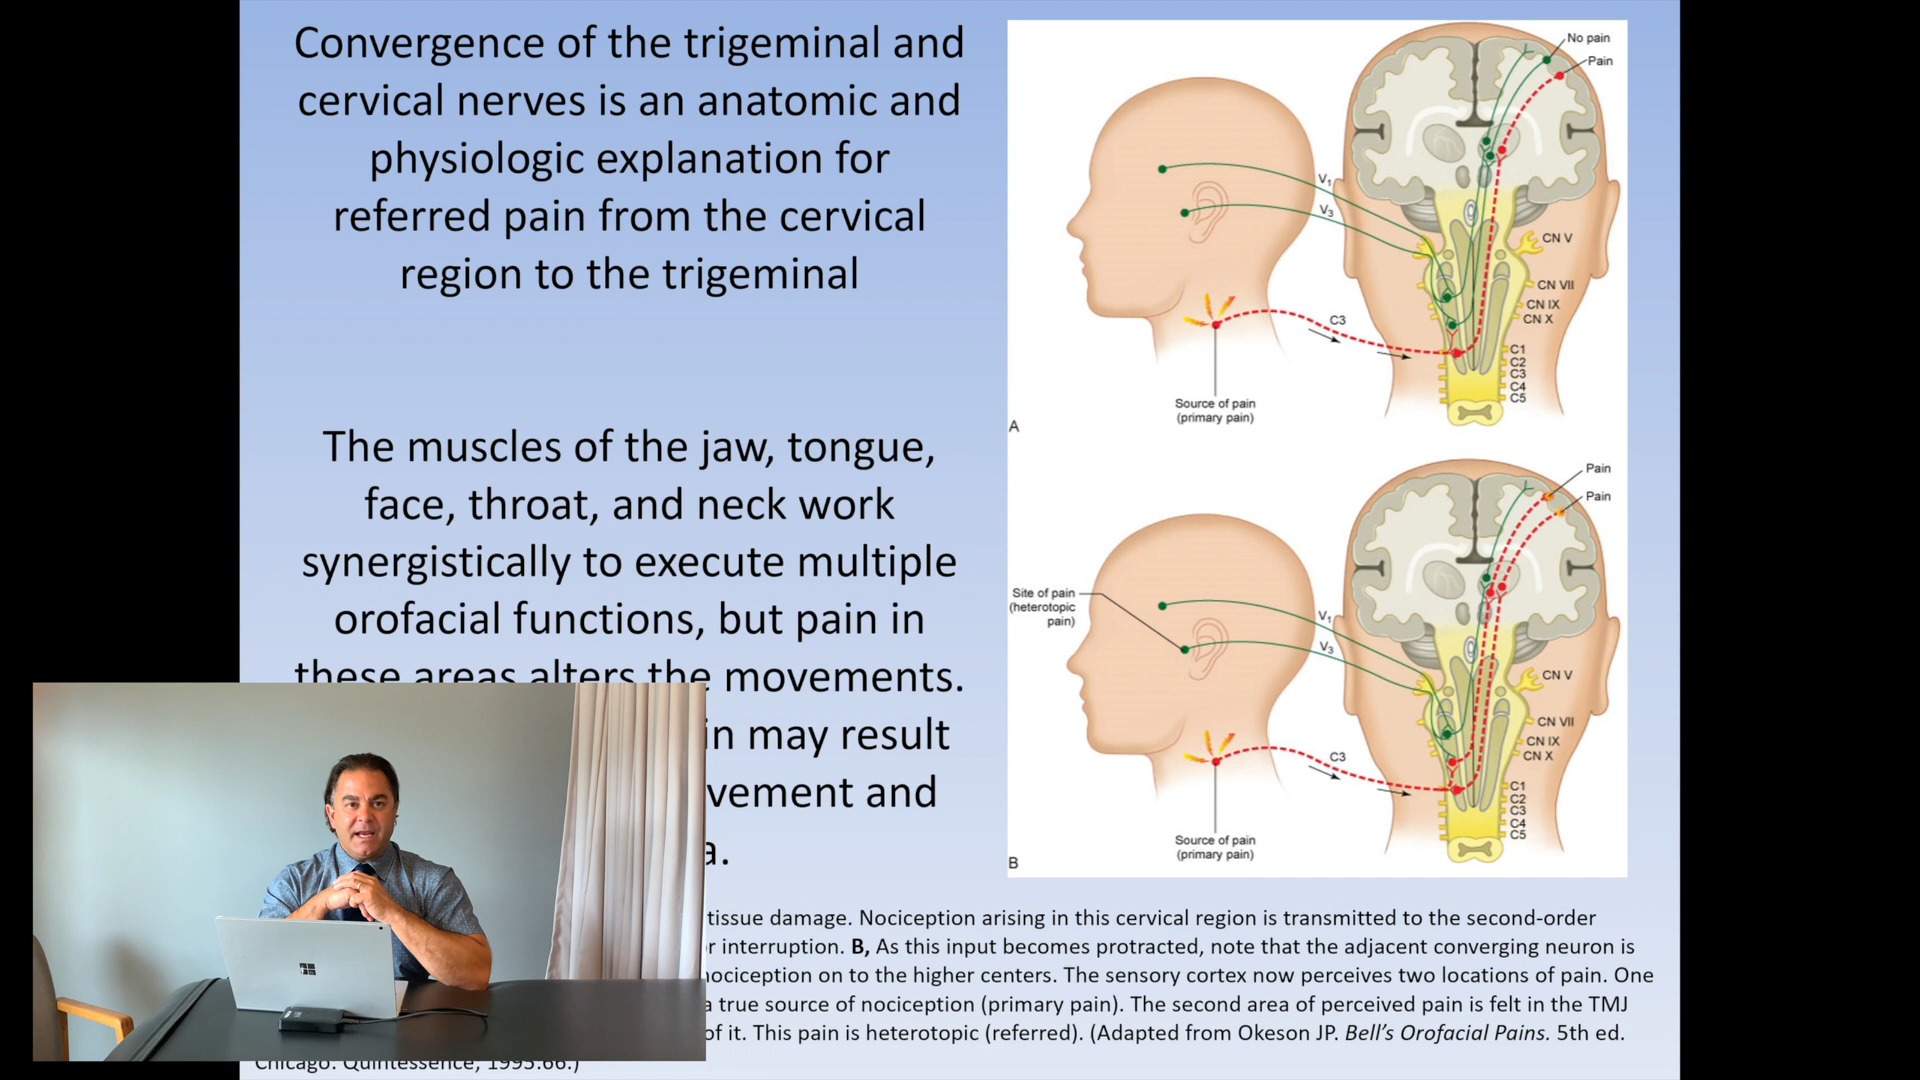 Convergence of the trigeminal and
cervical nerves is an anatomic and
physiologic explanation for
referred pain from the cervical
region to the trigeminal
The muscles of the jaw, tongue,
face, throat, and neck work
synergistically to execute multiple
orofacial functions, but pain in
these areas alters the movements.
in may result
vement and
a.
No pain
Pain
V1
V3
CN V
CN VII
CN IX
CN X
C3
C1
C2
C3
C4
C5
Source of pain
(primary pain)
A
Pain
Pain
Site of pain
(heterotopic
pain)
V1
V3
CN V
CN VII
CN IX
CN X
C3
C1
C2
C3
C4
C5
Source of pain
(primary pain)
B
tissue damage. Nociception arising in this cervical region is transmitted to the second-order
r interruption. B, As this input becomes protracted, note that the adjacent converging neuron is
nociception on to the higher centers. The sensory cortex now perceives two locations of pain. One
a true source of nociception (primary pain). The second area of perceived pain is felt in the TMJ
of it. This pain is heterotopic (referred). (Adapted from Okeson JP. Bell's Orofacial Pains. 5th ed.
Chicago: Quintessence, 1995:66.)